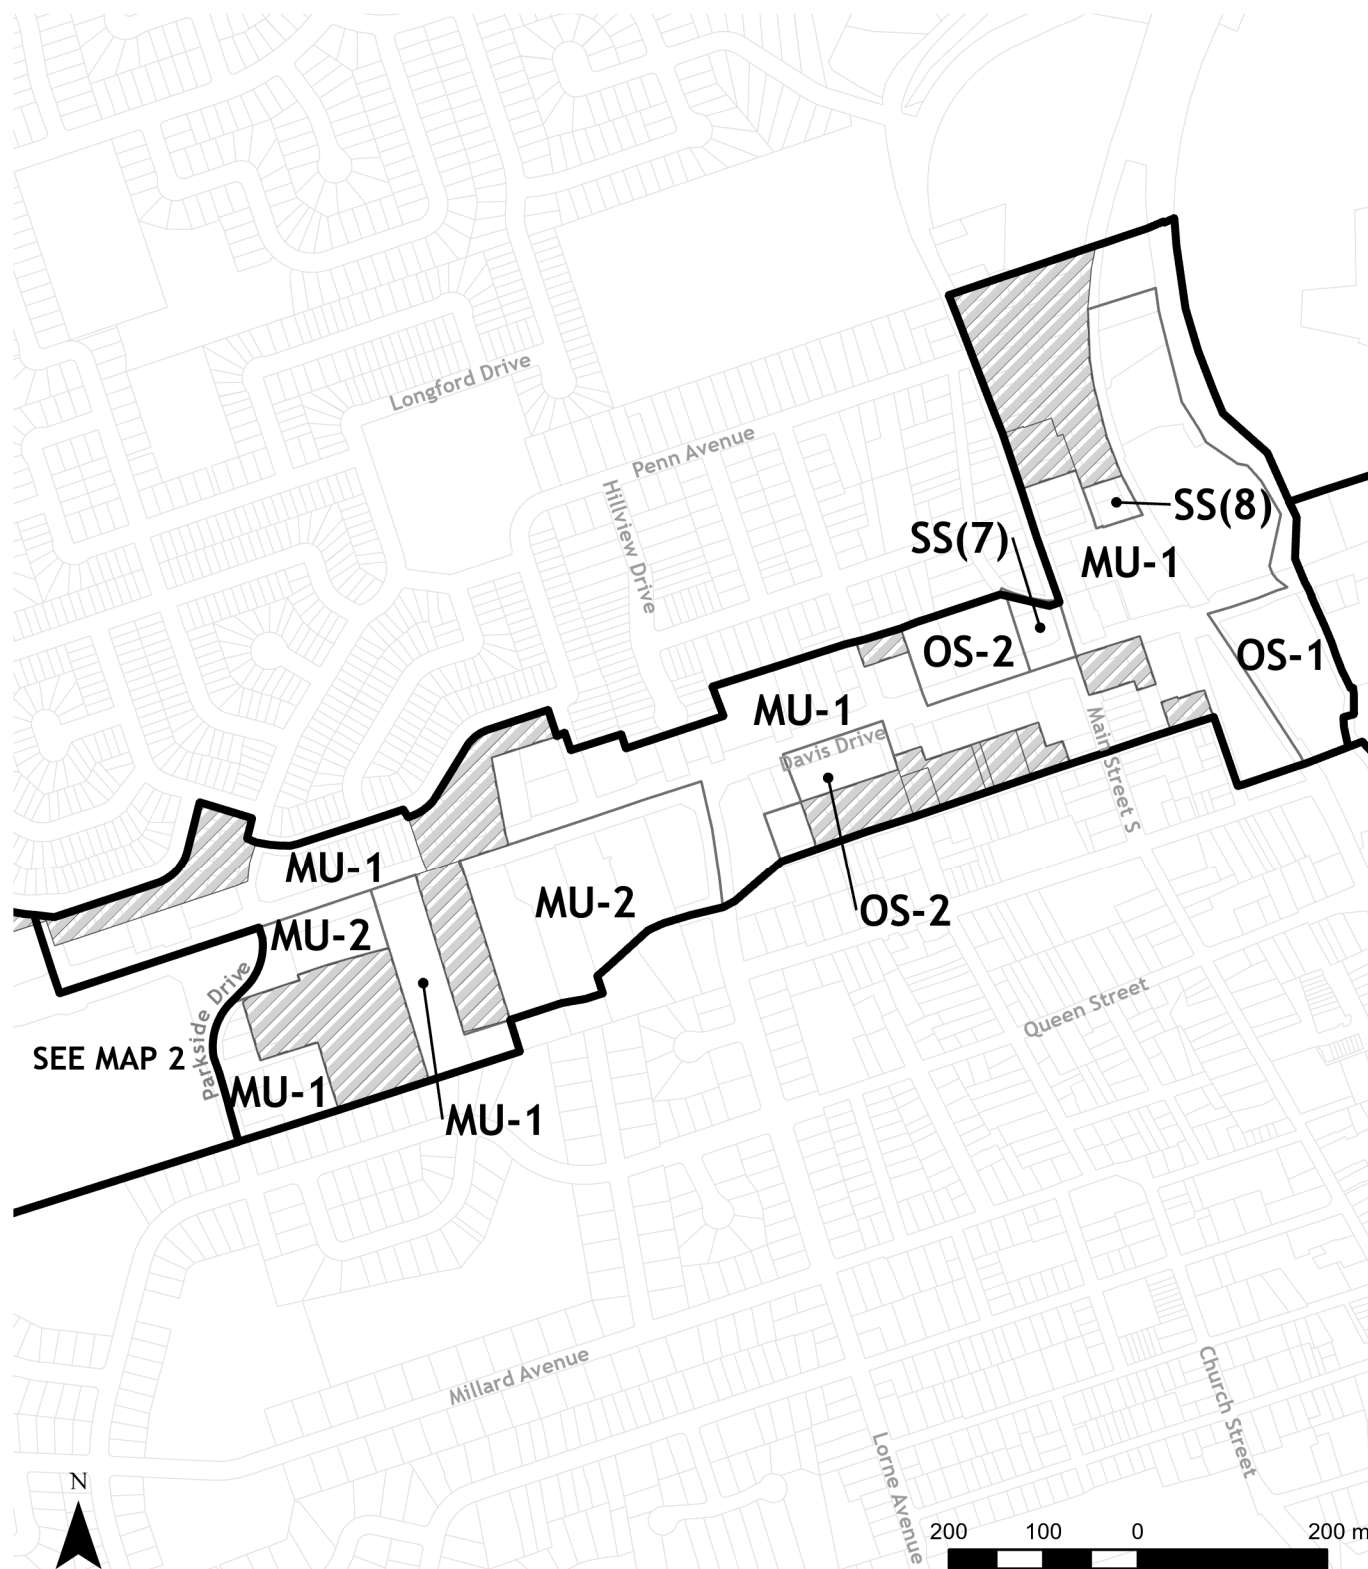 Longford Drive
Penn Avenue
Hillview Drive
SS(8)
SS(7)
MU-1
OS-2
OS-1
MU-1
Main Street S
Davis Drive
MU-1
MU-2
OS-2
MU-2
Parkside Drive
Queen Street
SEE MAP 2
MU-1
MU-1
Millard Avenue
Church Street
Lorne Avenue
N
200 100 0 200 m